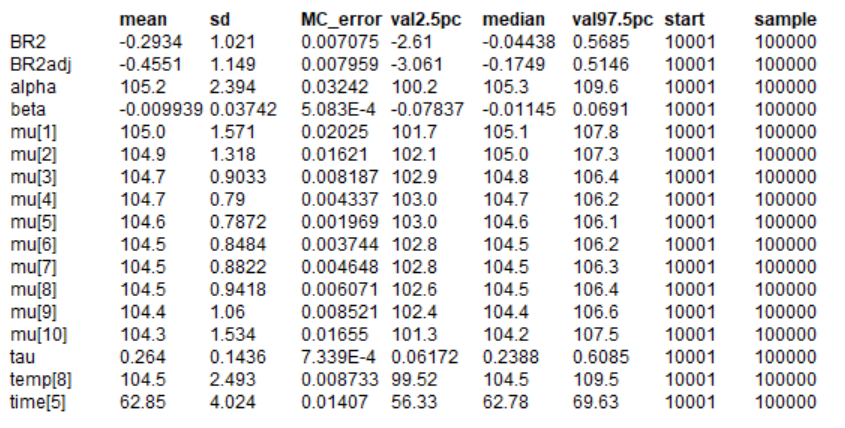 mean sd MC_error val2.5pc median val97.5pc start sample
BR2 -0.2934 1.021 0.007075 -2.61 -0.04438 0.5685 10001 100000
BR2adj -0.4551 1.149 0.007959 -3.061 -0.1749 0.5146 10001 100000
alpha 105.2 2.394 0.03242 100.2 105.3 109.6 10001 100000
beta -0.009939 0.03742 5.083E-4 -0.07837 -0.01145 0.0691 10001 100000
mu[1] 105.0 1.571 0.02025 101.7 105.1 107.8 10001 100000
mu[2] 104.9 1.318 0.01621 102.1 105.0 107.3 10001 100000
mu[3] 104.7 0.9033 0.008187 102.9 104.8 106.4 10001 100000
mu[4] 104.7 0.79 0.004337 103.0 104.7 106.2 10001 100000
mu[5] 104.6 0.7872 0.001969 103.0 104.6 106.1 10001 100000
mu[6] 104.5 0.8484 0.003744 102.8 104.5 106.2 10001 100000
mu[7] 104.5 0.8822 0.004648 102.8 104.5 106.3 10001 100000
mu[8] 104.5 0.9418 0.006071 102.6 104.5 106.4 10001 100000
mu[9] 104.4 1.06 0.008521 102.4 104.4 106.6 10001 100000
mu[10] 104.3 1.534 0.01655 101.3 104.2 107.5 10001 100000
tau 0.264 0.1436 7.339E-4 0.06172 0.2388 0.6085 10001 100000
temp[8] 104.5 2.493 0.008733 99.52 104.5 109.5 10001 100000
time[5] 62.85 4.024 0.01407 56.33 62.78 69.63 10001 100000